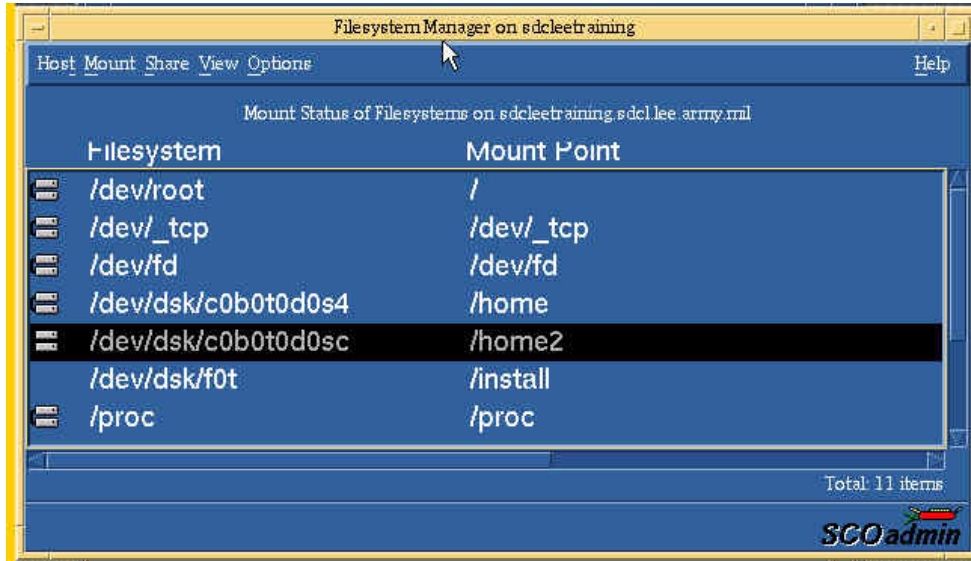 Filesystem Manager on sdcleetraining
Host Mount Share View Options Help
Mount Status of Filesystems on sdcleetraining.sdcl.lee.army.mil
Filesystem Mount Point
/dev/root /
/dev/_tcp /dev/_tcp
/dev/fd /dev/fd
/dev/dsk/c0b0t0d0s4 /home
/dev/dsk/c0b0t0d0sc /home2
/dev/dsk/f0t /install
/proc /proc
Total: 11 items
SCOadmin